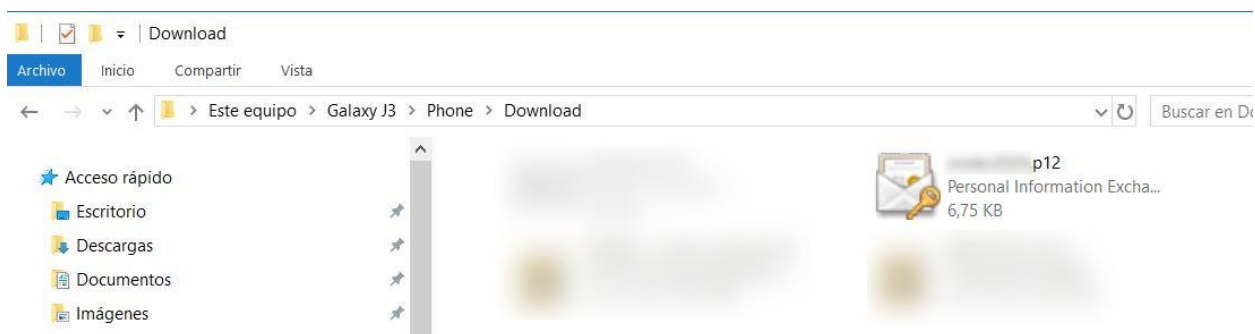 Download
Archivo Inicio Compartir Vista
Este equipo > Galaxy J3 > Phone > Download
Buscar en Do
Acceso rápido
Escritorio
Descargas
Documentos
Imágenes
p12
Personal Information Excha...
6,75 KB